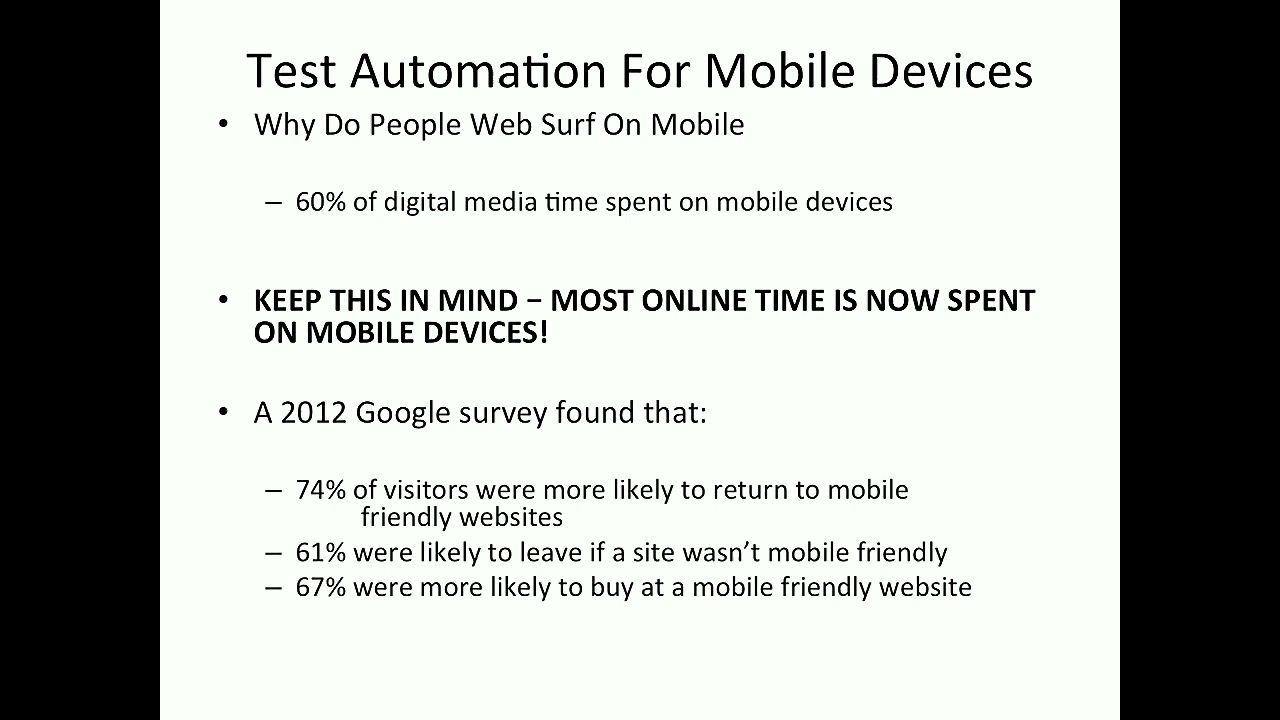 Test Automation For Mobile Devices
• Why Do People Web Surf On Mobile
– 60% of digital media time spent on mobile devices
• KEEP THIS IN MIND – MOST ONLINE TIME IS NOW SPENT
ON MOBILE DEVICES!
• A 2012 Google survey found that:
– 74% of visitors were more likely to return to mobile
friendly websites
– 61% were likely to leave if a site wasn’t mobile friendly
– 67% were more likely to buy at a mobile friendly website